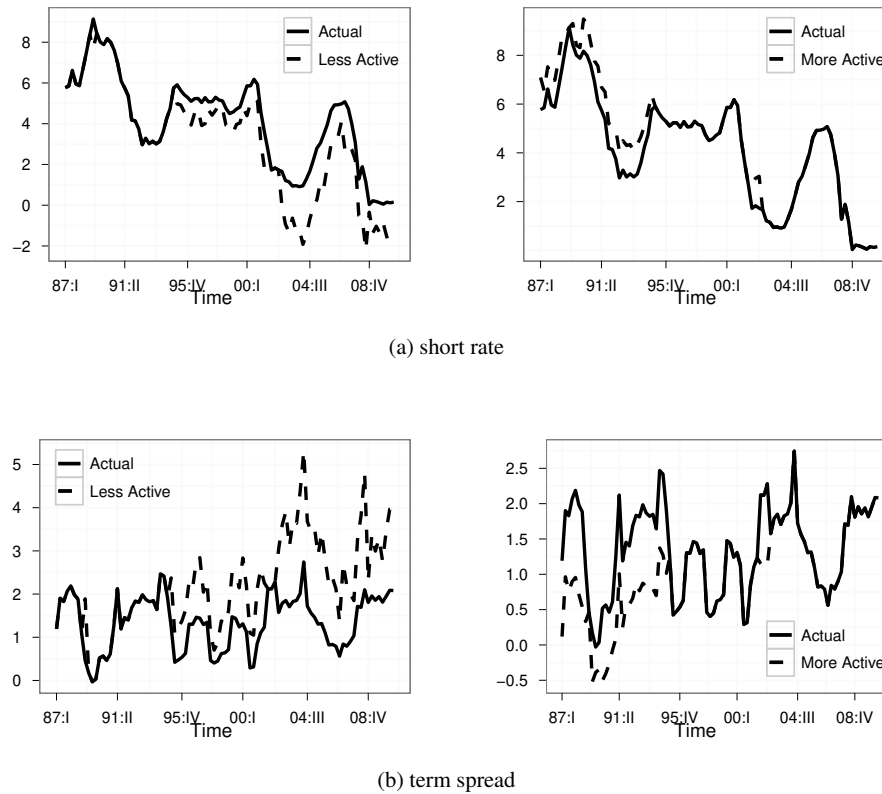 Actual
Less Active
8
6
4
2
0
−2
87:I 91:II 95:IV 00:I 04:III 08:IV
Time
Actual
More Active
8
6
4
2
87:I 91:II 95:IV 00:I 04:III 08:IV
Time
(a) short rate
Actual
Less Active
5
4
3
2
1
0
87:I 91:II 95:IV 00:I 04:III 08:IV
Time
2.5
2.0
1.5
1.0
0.5
0.0
−0.5
Actual
More Active
87:I 91:II 95:IV 00:I 04:III 08:IV
Time
(b) term spread